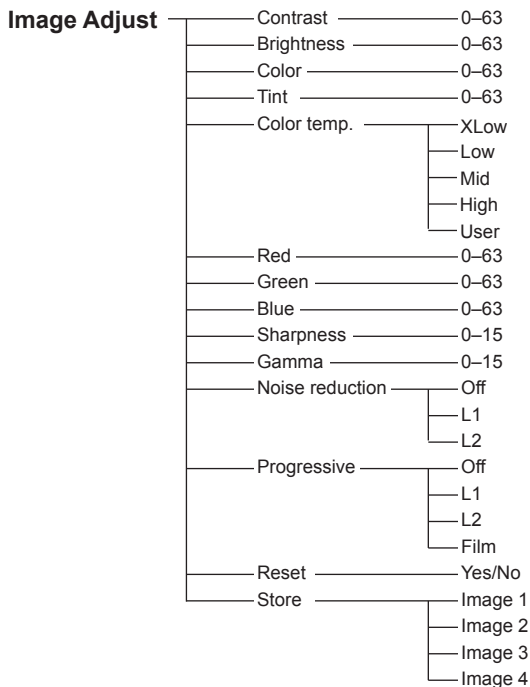 Image Adjust Contrast 0–63
Brightness 0–63
Color 0–63
Tint 0–63
Color temp. XLow
Low
Mid
High
User
Red 0–63
Green 0–63
Blue 0–63
Sharpness 0–15
Gamma 0–15
Noise reduction Off
L1
L2
Progressive Off
L1
L2
Film
Reset Yes/No
Store Image 1
Image 2
Image 3
Image 4